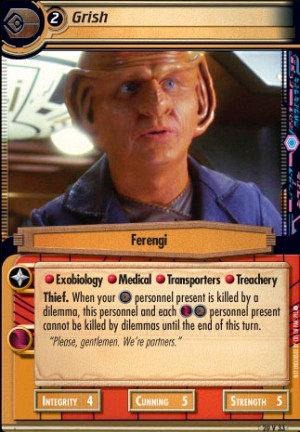 2 Grish
Ferengi
Exobiology Medical Transporters Treachery
Thief. When your personnel present is killed by a
dilemma, this personnel and each personnel present
cannot be killed by dilemmas until the end of this turn.
"Please, gentlemen. We're partners."
INTEGRITY 4 CUNNING 5 STRENGTH 5